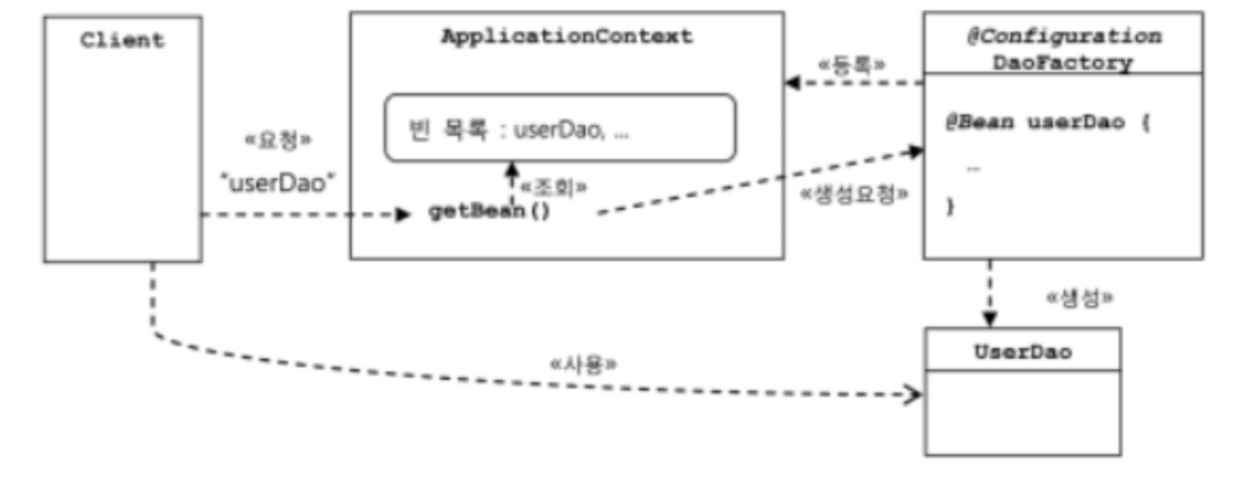 Client
«요청»
"userDao"
ApplicationContext
빈 목록 : userDao, ...
«조회»
getBean()
«등록»
«생성요청»
@Configuration
DaoFactory
@Bean userDao {
...
}
«생성»
UserDao
«사용»